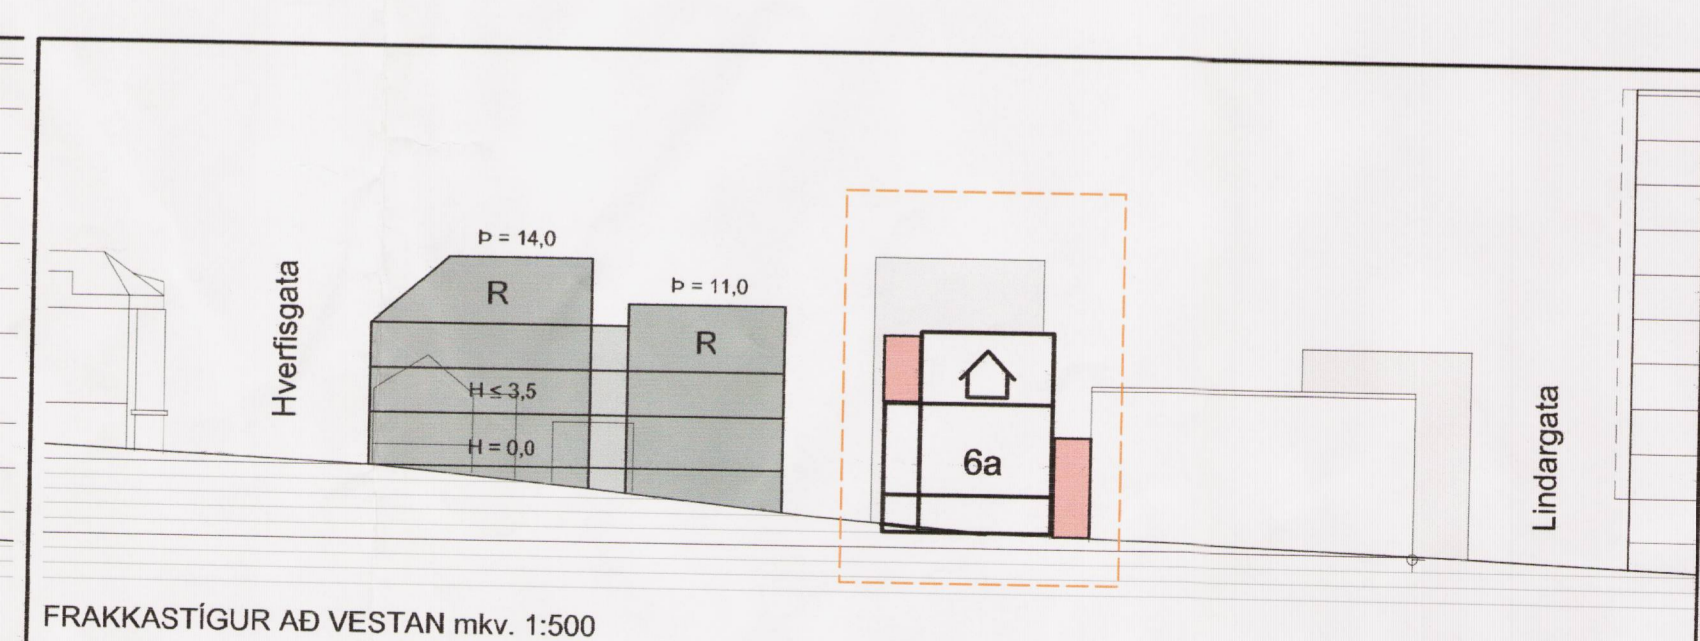 Hverfisgata
Þ = 14,0
R
Þ = 11,0
R
H ≤ 3,5
H = 0,0
6a
Lindargata
FRAKKASTÍGUR AÐ VESTAN mkv. 1:500